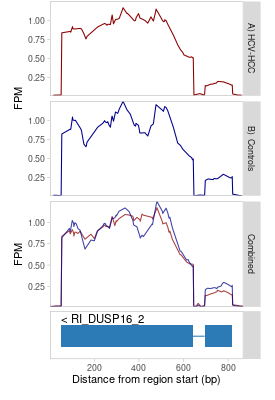 1.00
0.75
0.50
0.25
FPM
A) HCV-HCC
1.00
0.75
0.50
0.25
FPM
B) Controls
1.00
0.75
0.50
0.25
FPM
Combined
< RI_DUSP16_2
200 400 600 800
Distance from region start (bp)